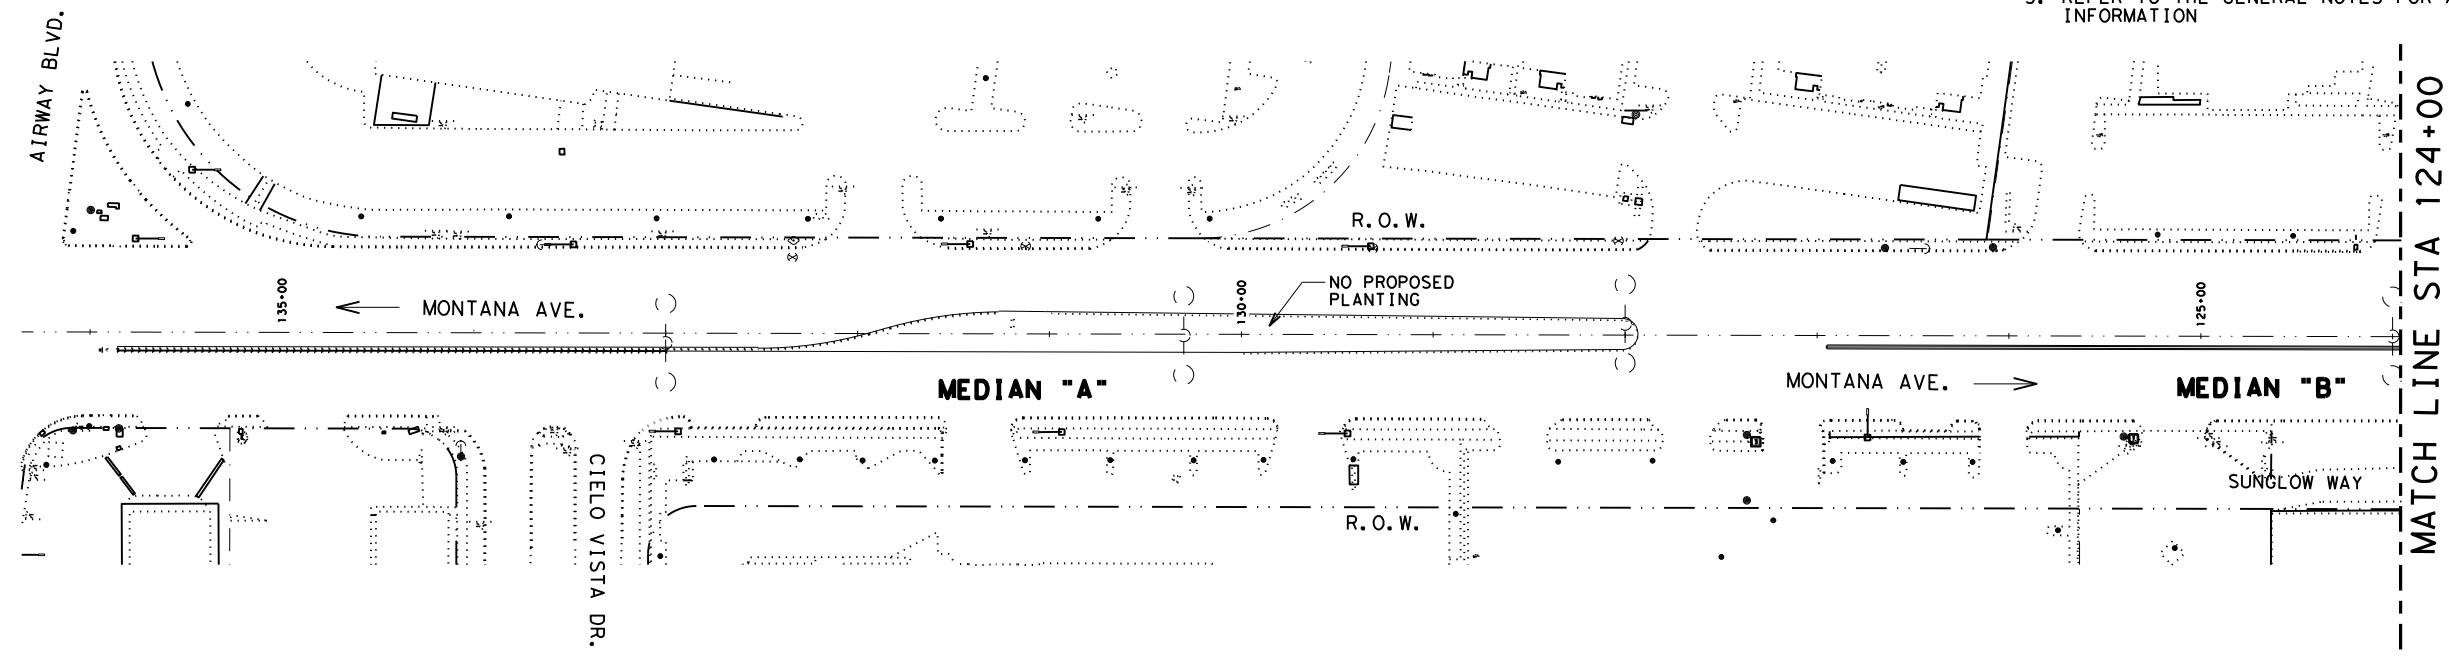 INFORMATION
AIRWAY BLVD.
MATCH LINE STA 124+00
R.O.W.
135+00
MONTANA AVE.
130+00
NO PROPOSED
PLANTING
125+00
MEDIAN "A"
MONTANA AVE.
MEDIAN "B"
CIELO VISTA DR.
SUNGLOW WAY
R.O.W.